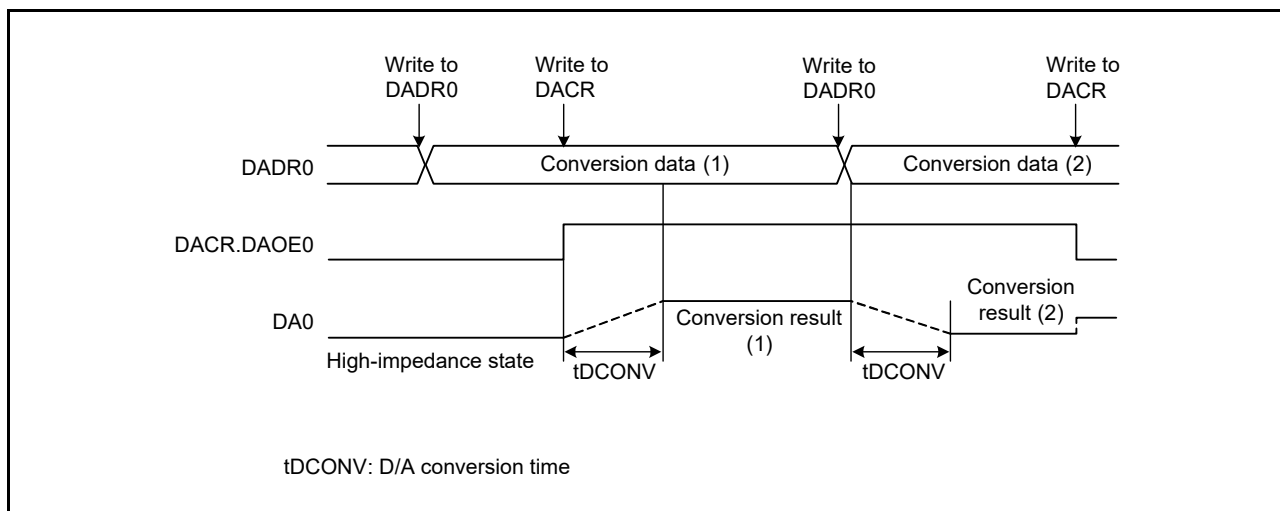 Write to
DADR0
Write to
DACR
Write to
DADR0
Write to
DACR
DADR0
Conversion data (1)
Conversion data (2)
DACR.DAOE0
DA0
High-impedance state
Conversion result
(1)
Conversion
result (2)
tDCONV
tDCONV
tDCONV: D/A conversion time